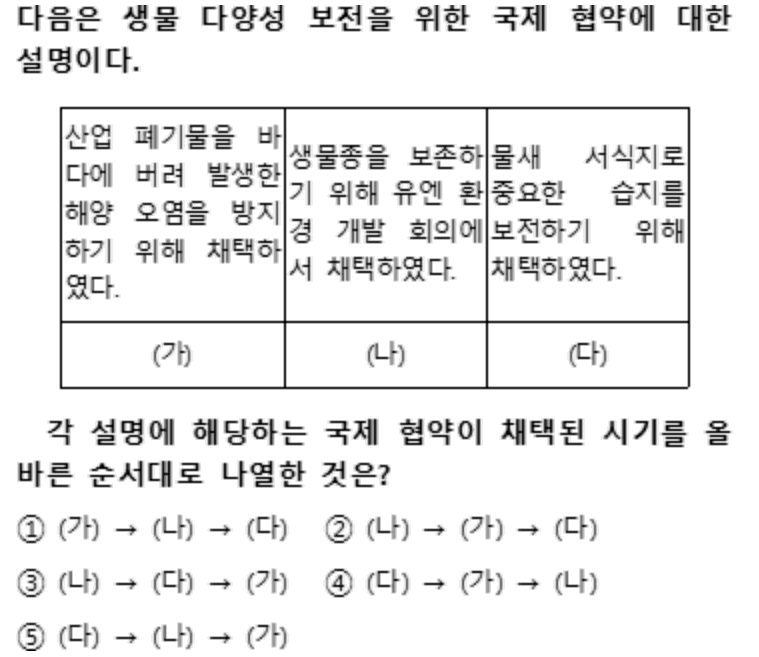 다음은 생물 다양성 보전을 위한 국제 협약에 대한
설명이다.
산업 폐기물을 바
다에 버려 발생한
해양 오염을 방지
하기 위해 채택하
였다.
생물종을 보존하
기 위해 유엔 환
경 개발 회의에
서 채택하였다.
물새 서식지로
중요한 습지를
보전하기 위해
채택하였다.
(가) (나) (다)
각 설명에 해당하는 국제 협약이 채택된 시기를 올
바른 순서대로 나열한 것은?
① (가) → (나) → (다) ② (나) → (가) → (다)
③ (나) → (다) → (가) ④ (다) → (가) → (나)
⑤ (다) → (나) → (가)